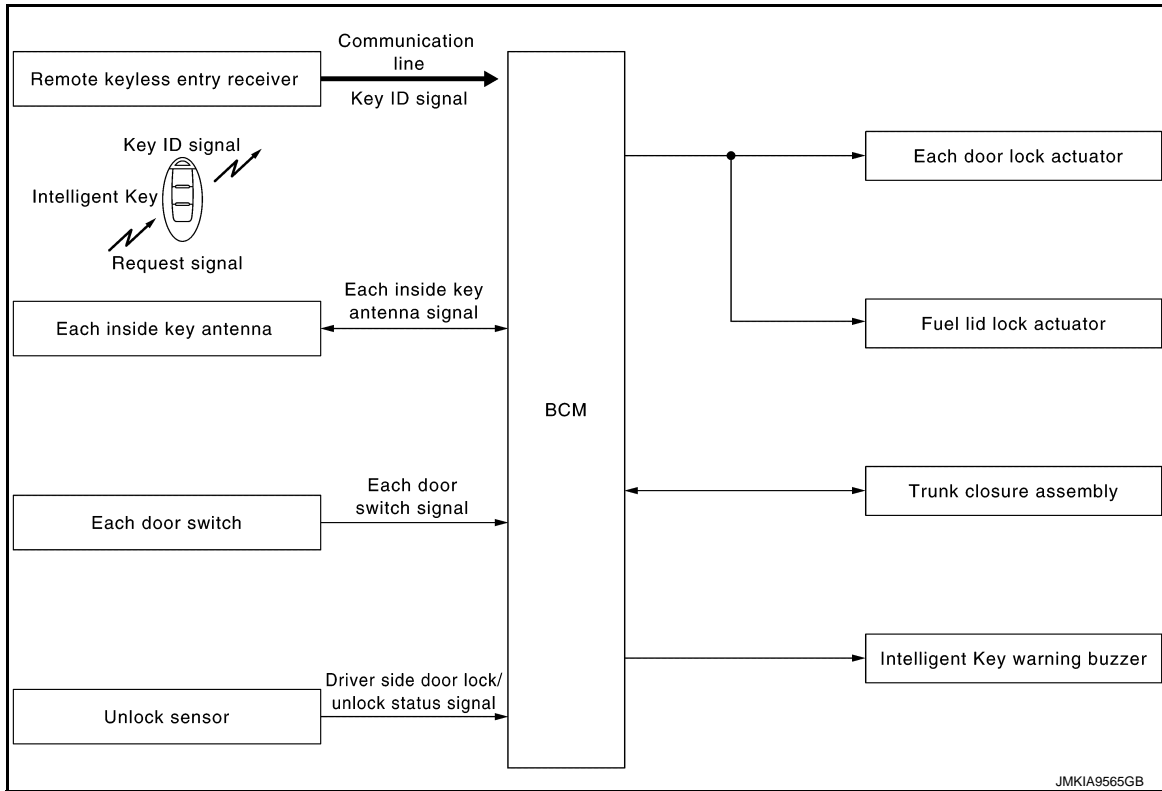 Communication
line
Remote keyless entry receiver
Key ID signal
Key ID signal
Intelligent Key
Request signal
Each inside key
antenna signal
Each inside key antenna
Each door
switch signal
Each door switch
Driver side door lock/
unlock status signal
Unlock sensor
BCM
Each door lock actuator
Fuel lid lock actuator
Trunk closure assembly
Intelligent Key warning buzzer
JMKIA9565GB